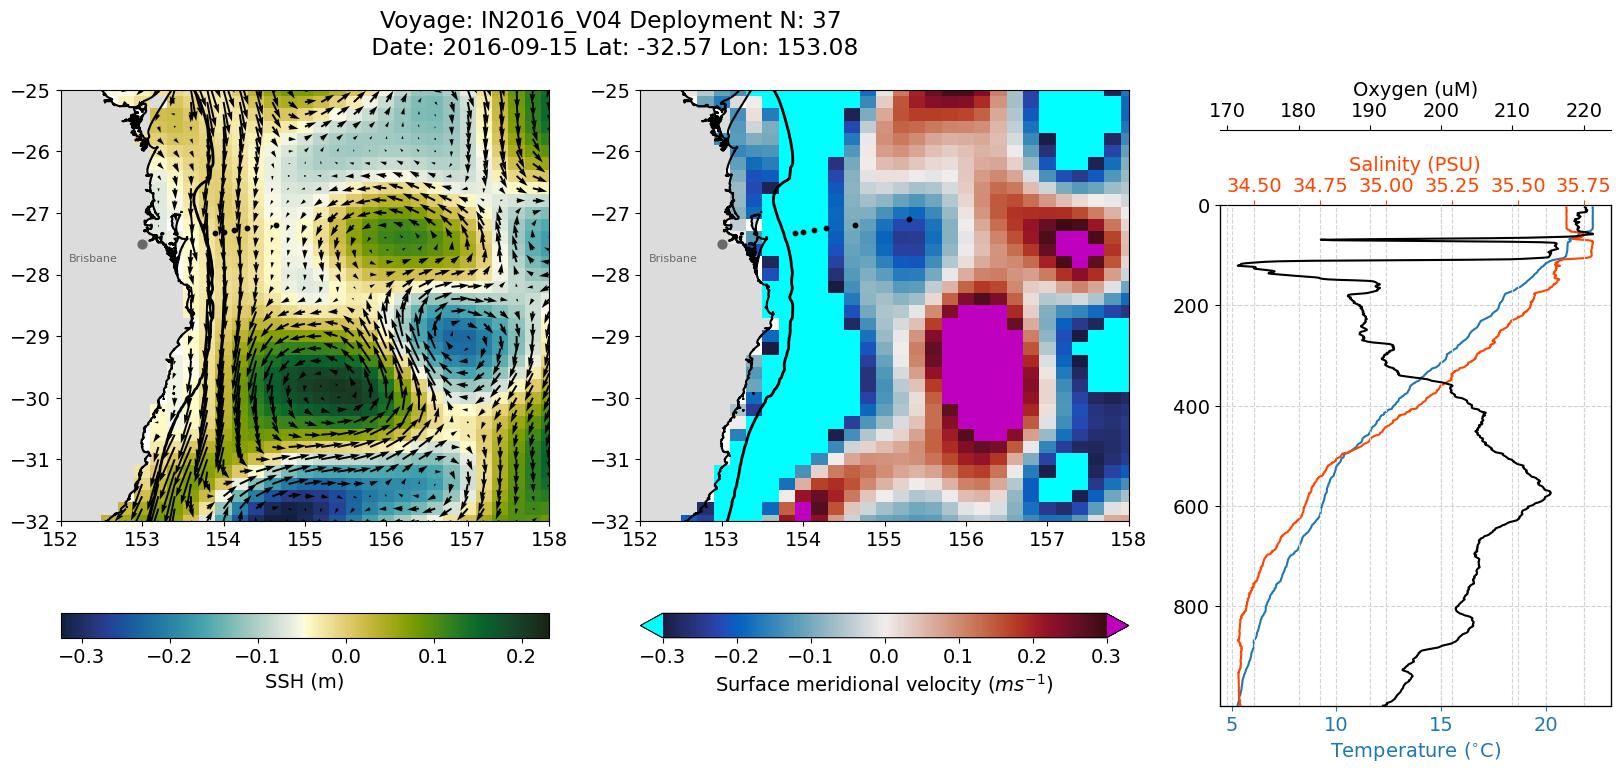 Voyage: IN2016_V04 Deployment N: 37
Date: 2016-09-15 Lat: -32.57 Lon: 153.08
−25
−26
−27
−28
−29
−30
−31
−32
152 153 154 155 156 157 158
Brisbane
−0.3 −0.2 −0.1 0.0 0.1 0.2
SSH (m)
−25
−26
−27
−28
−29
−30
−31
−32
152 153 154 155 156 157 158
Brisbane
−0.3 −0.2 −0.1 0.0 0.1 0.2 0.3
Surface meridional velocity (ms⁻¹)
Oxygen (uM)
170 180 190 200 210 220
Salinity (PSU)
34.50 34.75 35.00 35.25 35.50 35.75
0
200
400
600
800
5 10 15 20
Temperature (°C)